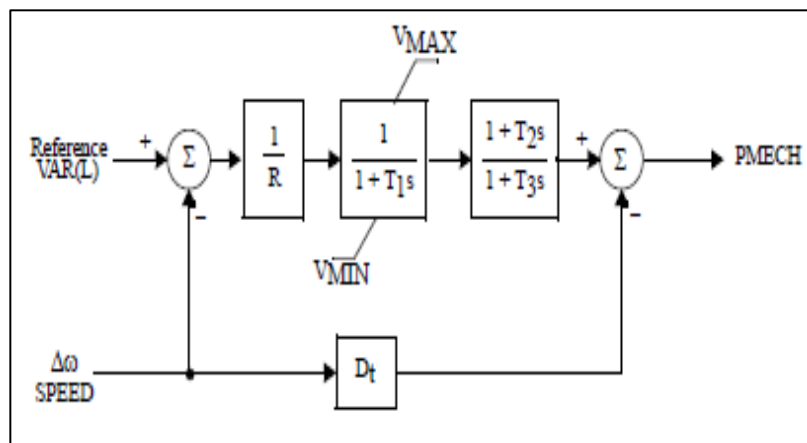 VMAX
Reference
VAR(L)
+
Σ
−
1
R
1
1 + T1s
VMIN
1 + T2s
1 + T3s
+
Σ
−
PMECH
Δω
SPEED
Dt